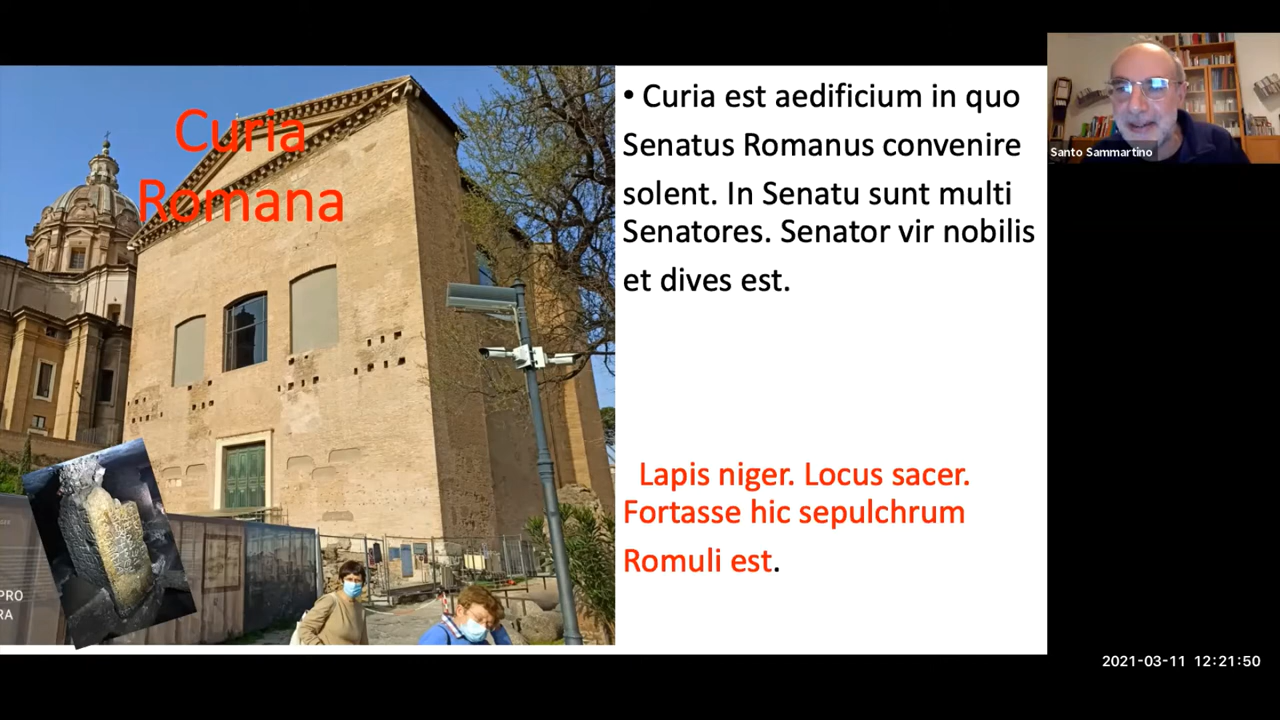 Curia
Romana
• Curia est aedificium in quo
Senatus Romanus convenire
solent. In Senatu sunt multi
Senatores. Senator vir nobilis
et dives est.
Lapis niger. Locus sacer.
Fortasse hic sepulchrum
Romuli est.
PRO
RA
Santo Sammartino
2021-03-11 12:21:50